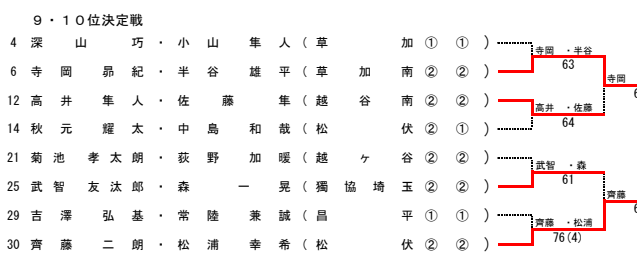 ９・１０位決定戦
4 深山 巧・小山 隼人(草加①①)
寺岡・半谷
63
6 寺岡 昴紀・半谷 雄平(草加南②②)
寺岡
6
12 高井 隼人・佐藤 隼(越谷南②②)
高井・佐藤
64
14 秋元 耀太・中島 和哉(松伏②①)
21 菊池 孝太朗・荻野 加暖(越ヶ谷②②)
武智・森
61
25 武智 友汰郎・森 一晃(獨協埼玉②②)
齊藤
6
29 吉澤 弘基・常陸 兼誠(昌平①①)
齊藤・松浦
76(4)
30 齊藤 二朗・松浦 幸希(松伏②②)